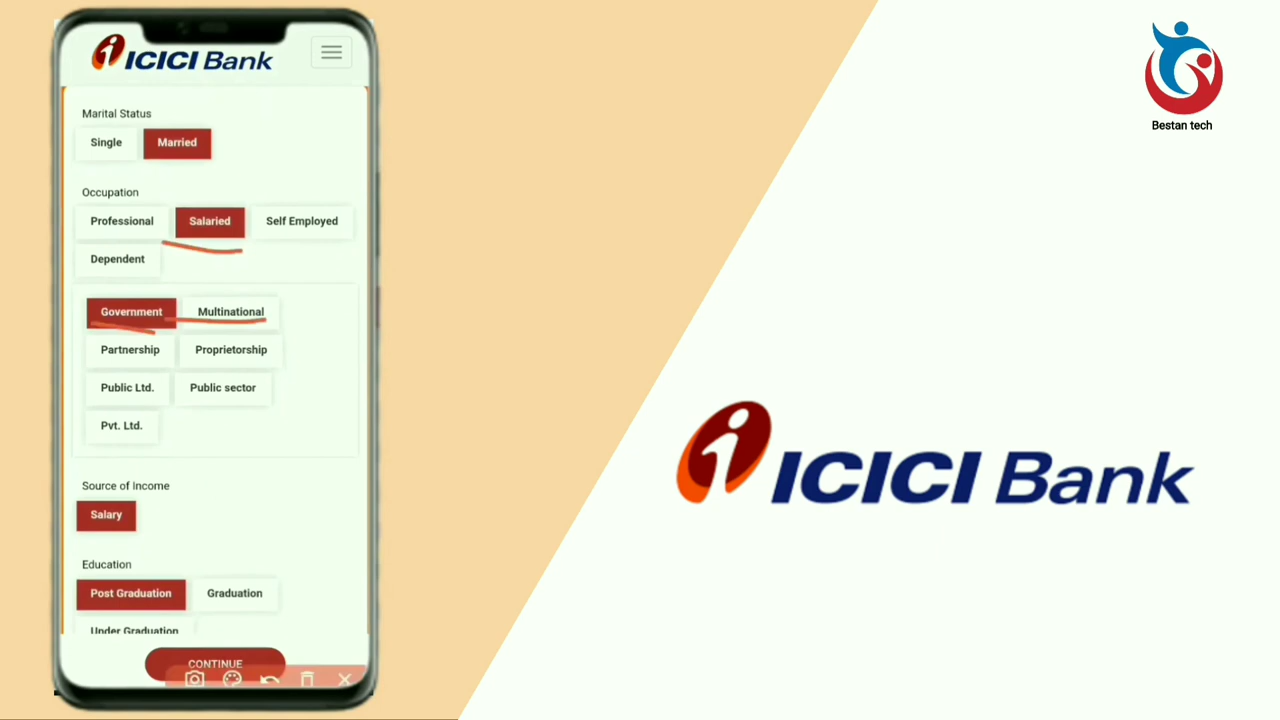 ICICI Bank
Marital Status
Single Married
Occupation
Professional Salaried Self Employed
Dependent
Government Multinational
Partnership Proprietorship
Public Ltd. Public sector
Pvt. Ltd.
Source of Income
Salary
Education
Post Graduation Graduation
Under Graduation
CONTINUE
Bestan tech
ICICI Bank